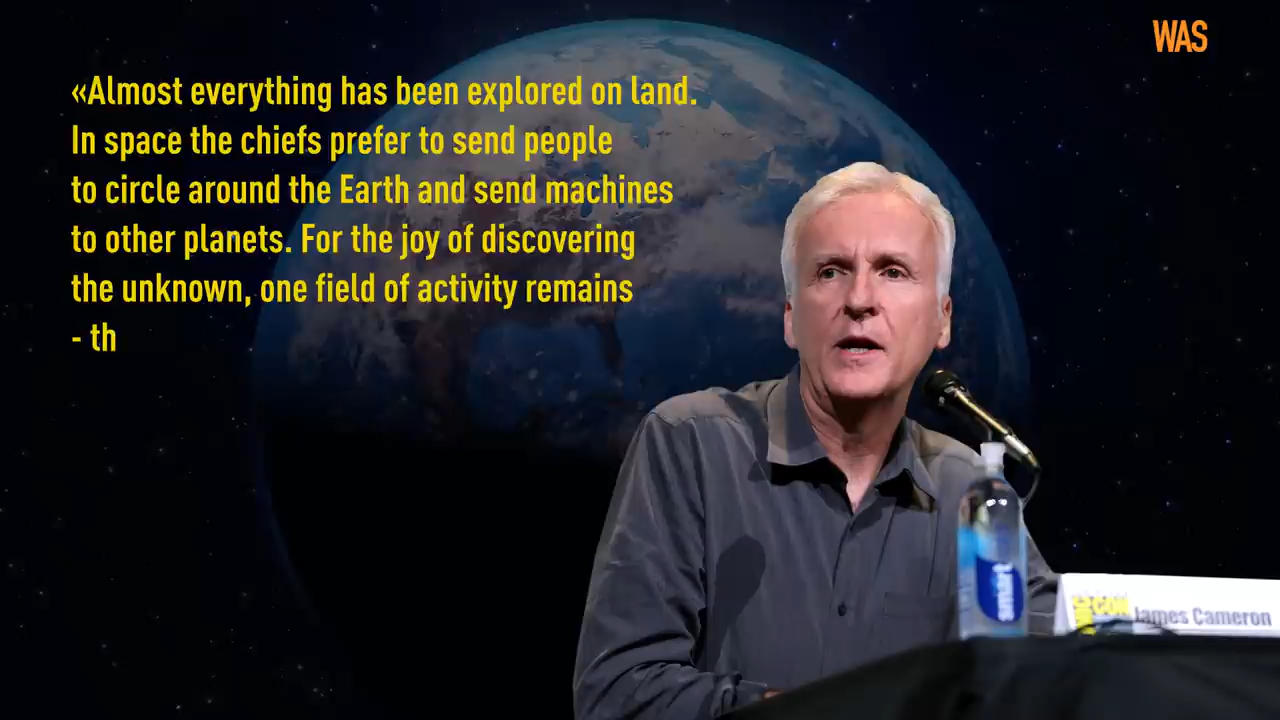 WAS
«Almost everything has been explored on land.
In space the chiefs prefer to send people
to circle around the Earth and send machines
to other planets. For the joy of discovering
the unknown, one field of activity remains
- th
smart
CON
James Cameron